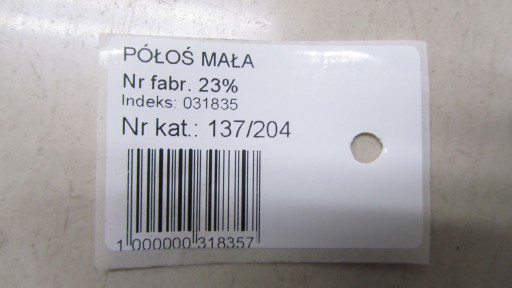 PÓŁOŚ MAŁA
Nr fabr. 23%
Indeks: 031835
Nr kat.: 137/204
1 000000 318357